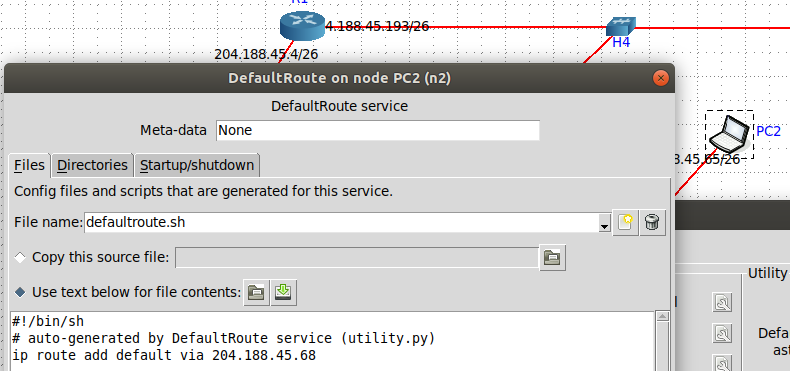 4.188.45.193/26
204.188.45.4/26
H4
DefaultRoute on node PC2 (n2)
DefaultRoute service
Meta-data None
PC2
3.45.65/26
Files Directories Startup/shutdown
Config files and scripts that are generated for this service.
File name: defaultroute.sh
Copy this source file:
Use text below for file contents:
Utility
#!/bin/sh
# auto-generated by DefaultRoute service (utility.py)
ip route add default via 204.188.45.68
Defa
ast